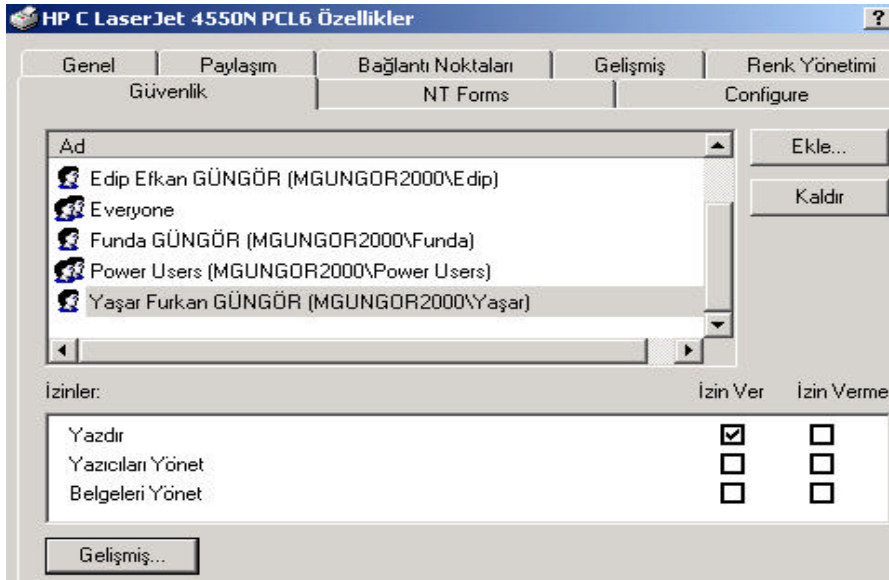 HP C LaserJet 4550N PCL6 Özellikler ?
Genel Paylaşım Bağlantı Noktaları Gelişmiş Renk Yönetimi
Güvenlik NT Forms Configure
Ad
Ekle...
Edip Efkan GÜNGÖR (MGUNGOR2000\Edip)
Kaldır
Everyone
Funda GÜNGÖR (MGUNGOR2000\Funda)
Power Users (MGUNGOR2000\Power Users)
Yaşar Furkan GÜNGÖR (MGUNGOR2000\Yaşar)
İzinler: İzin Ver İzin Verme
Yazdır
Yazıcıları Yönet
Belgeleri Yönet
Gelişmiş...